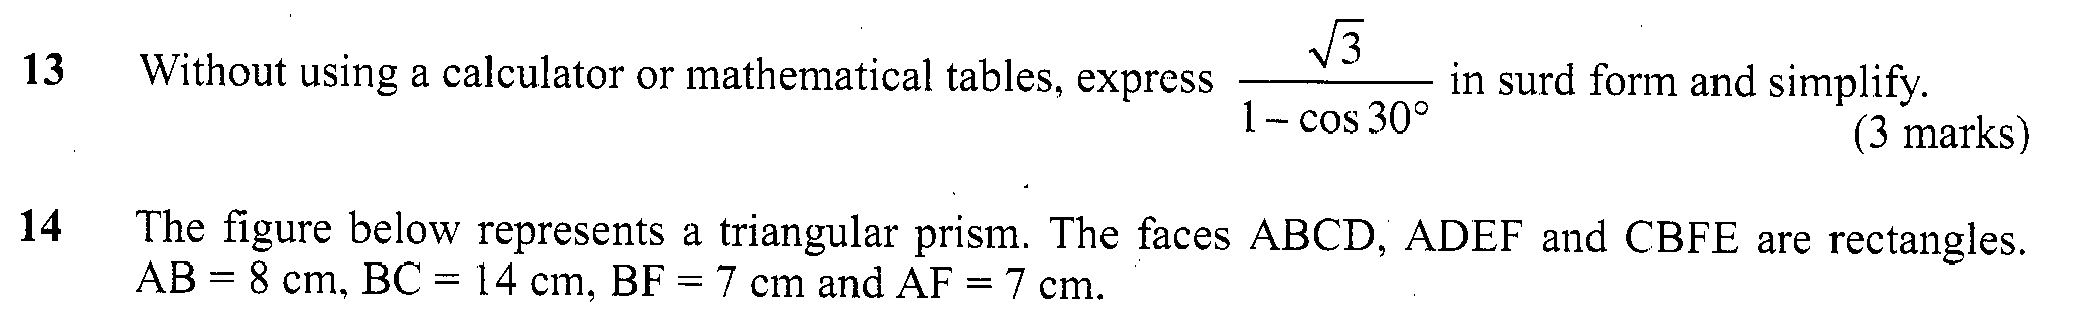 13 Without using a calculator or mathematical tables, express √3 / (1 – cos 30°) in surd form and simplify.
(3 marks)
14 The figure below represents a triangular prism. The faces ABCD, ADEF and CBFE are rectangles.
AB = 8 cm, BC = 14 cm, BF = 7 cm and AF = 7 cm.